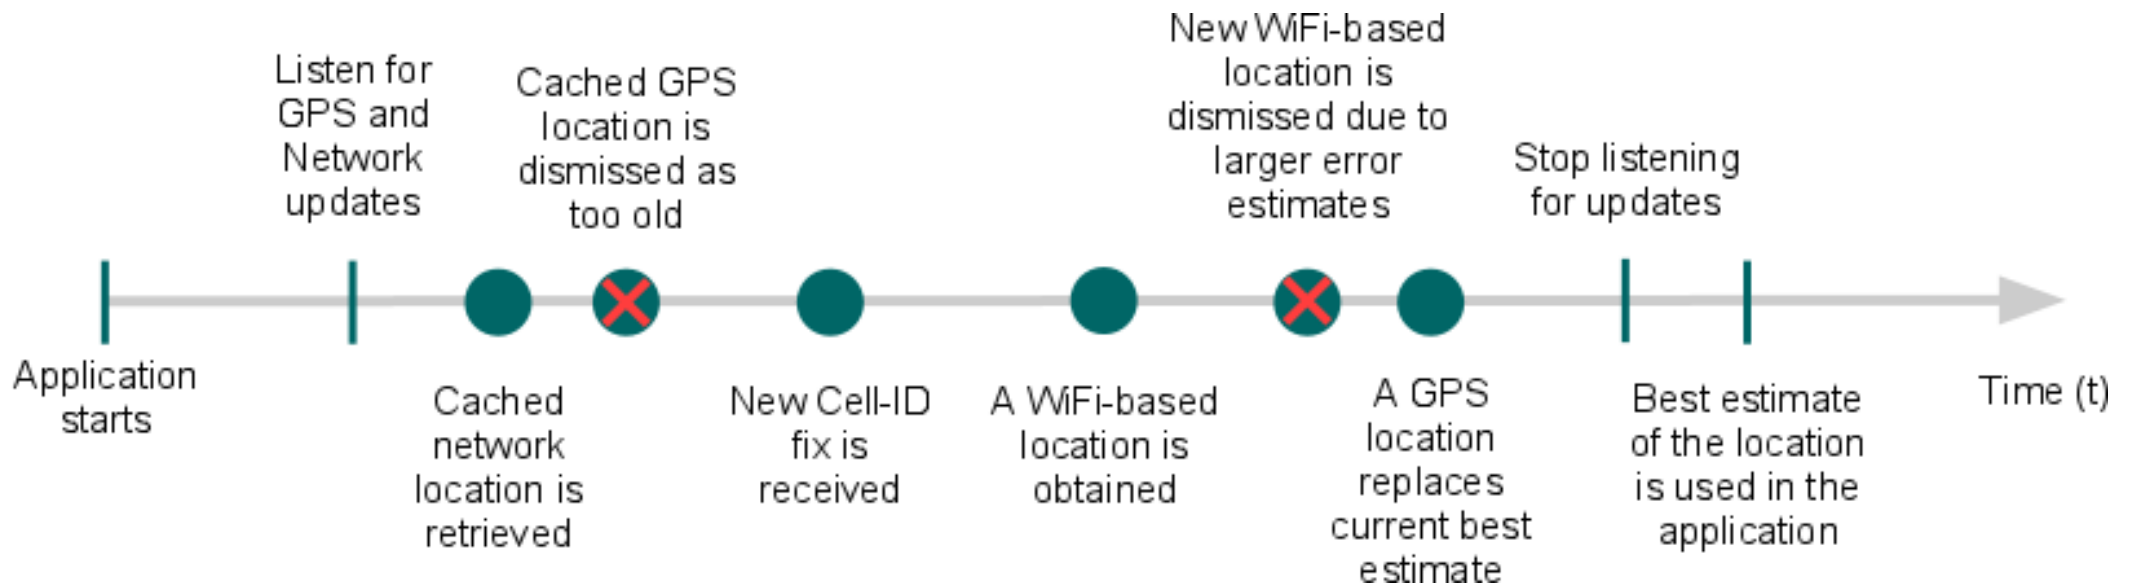 Application
starts
Listen for
GPS and
Network
updates
Cached
network
location is
retrieved
Cached GPS
location is
dismissed as
too old
New Cell-ID
fix is
received
A WiFi-based
location is
obtained
New WiFi-based
location is
dismissed due to
larger error
estimates
A GPS
location
replaces
current best
estimate
Stop listening
for updates
Best estimate
of the location
is used in the
application
Time (t)